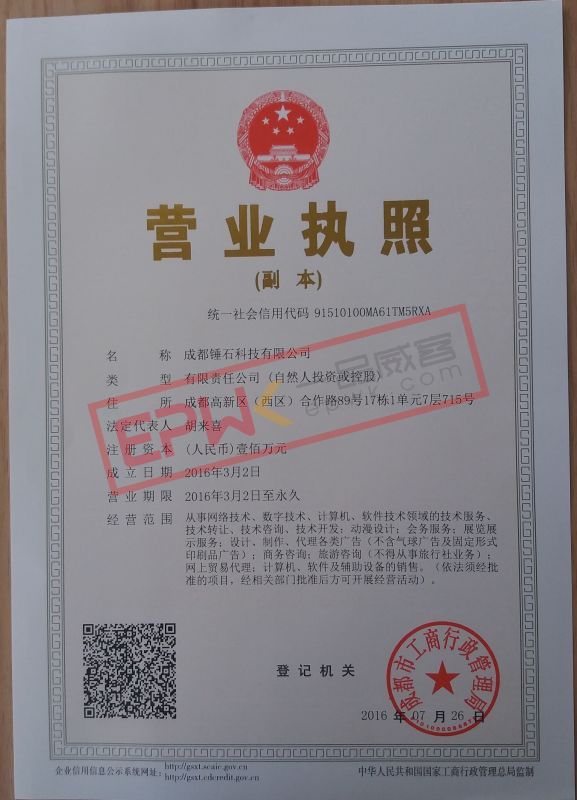 营业执照
(副 本)
统一社会信用代码 91510100MA61TM5RXA
名 称 成都锤石科技有限公司
类 型 有限责任公司（自然人投资或控股）
住 所 成都高新区（西区）合作路89号17栋1单元7层715号
法定代表人 胡来喜
注册资本 (人民币)壹佰万元
成立日期 2016年3月2日
营业期限 2016年3月2日至永久
经营范围 从事网络技术、数字技术、计算机、软件技术领域的技术服务、
技术转让、技术咨询、技术开发；动漫设计；会务服务；展览展
示服务；设计、制作、代理各类广告（不含气球广告及固定形式
印刷品广告）；商务咨询；旅游咨询（不得从事旅行社业务）；
网上贸易代理；计算机、软件及辅助设备的销售。（依法须经批
准的项目，经相关部门批准后方可开展经营活动）。
EPWK 一品威客
epwk.com
登记机关
成都市工商行政管理局
2016 年 07 月 26 日
企业信用信息公示系统网址：http://gsxt.scaic.gov.cn
http://gsxt.cdcredit.gov.cn
中华人民共和国国家工商行政管理总局监制